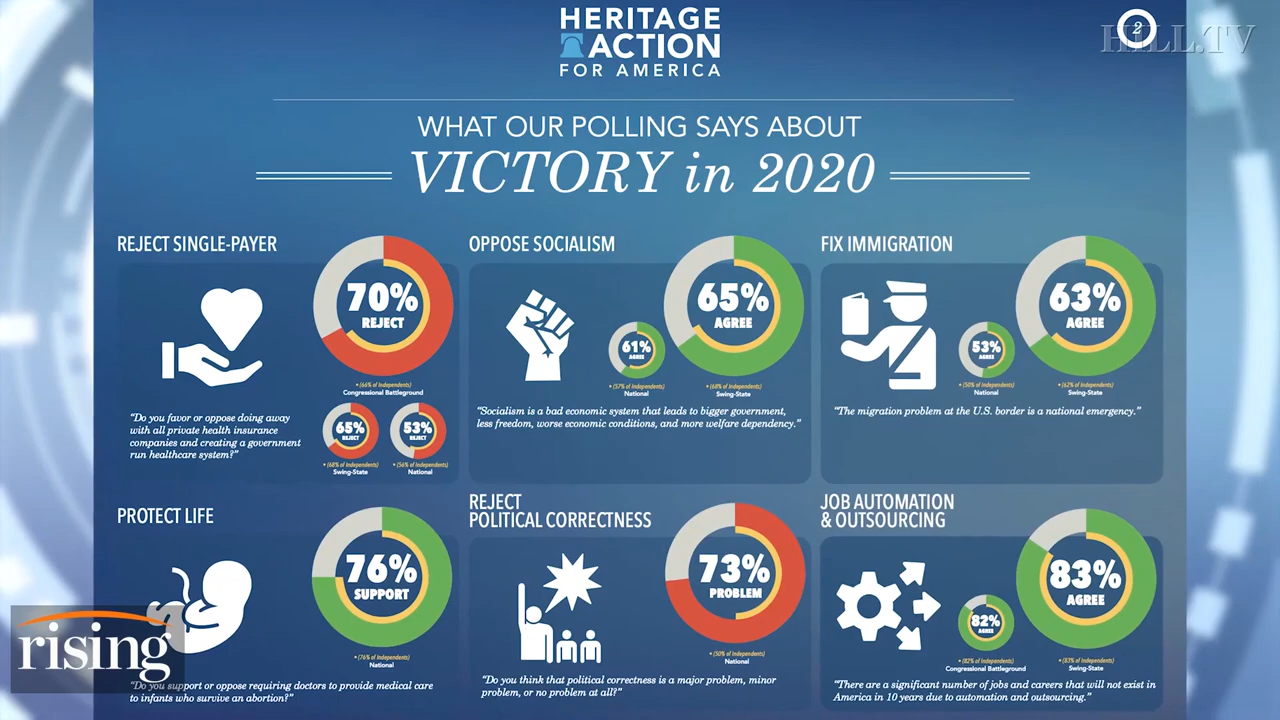 HERITAGE
ACTION
FOR AMERICA
2
HILL.TV
WHAT OUR POLLING SAYS ABOUT
VICTORY in 2020
REJECT SINGLE-PAYER
70%
REJECT
• (66% of Independents)
Congressional Battleground
"Do you favor or oppose doing away
with all private health insurance
companies and creating a government
run healthcare system?"
65%
REJECT
• (68% of Independents)
Swing-State
53%
REJECT
• (56% of Independents)
National
OPPOSE SOCIALISM
61%
AGREE
• (57% of Independents)
National
65%
AGREE
• (68% of Independents)
Swing-State
"Socialism is a bad economic system that leads to bigger government,
less freedom, worse economic conditions, and more welfare dependency."
FIX IMMIGRATION
53%
AGREE
• (50% of Independents)
National
63%
AGREE
• (62% of Independents)
Swing-State
"The migration problem at the U.S. border is a national emergency."
PROTECT LIFE
76%
SUPPORT
• (76% of Independents)
National
"Do you support or oppose requiring doctors to provide medical care
to infants who survive an abortion?"
REJECT
POLITICAL CORRECTNESS
73%
PROBLEM
• (50% of Independents)
National
"Do you think that political correctness is a major problem, minor
problem, or no problem at all?"
JOB AUTOMATION
& OUTSOURCING
82%
AGREE
• (82% of Independents)
Congressional Battleground
83%
AGREE
• (83% of Independents)
Swing-State
"There are a significant number of jobs and careers that will not exist in
America in 10 years due to automation and outsourcing."
rising